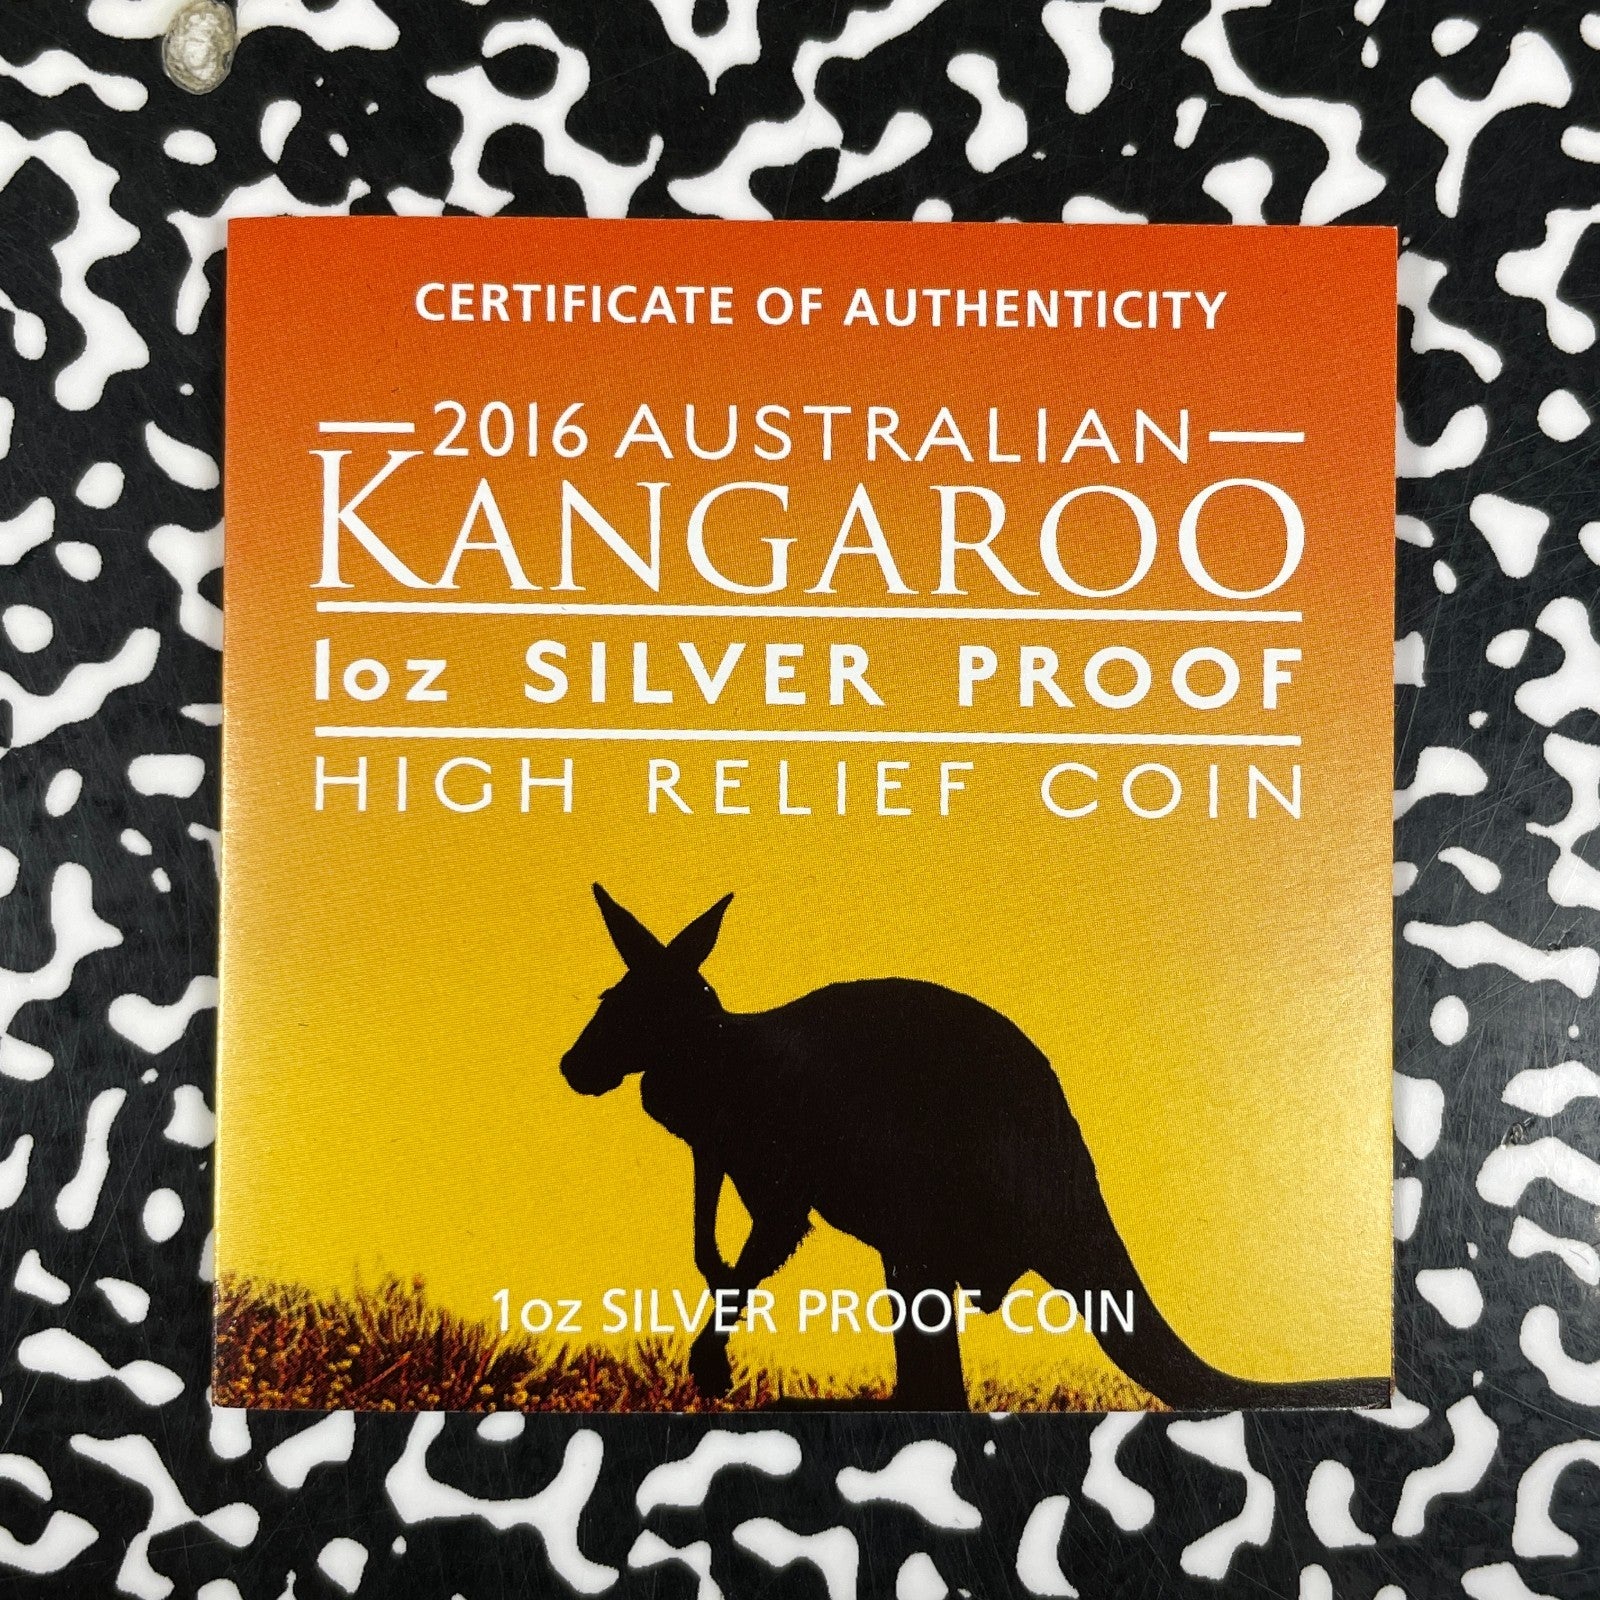 CERTIFICATE OF AUTHENTICITY
2016 AUSTRALIAN
KANGAROO
1oz SILVER PROOF
HIGH RELIEF COIN
1oz SILVER PROOF COIN